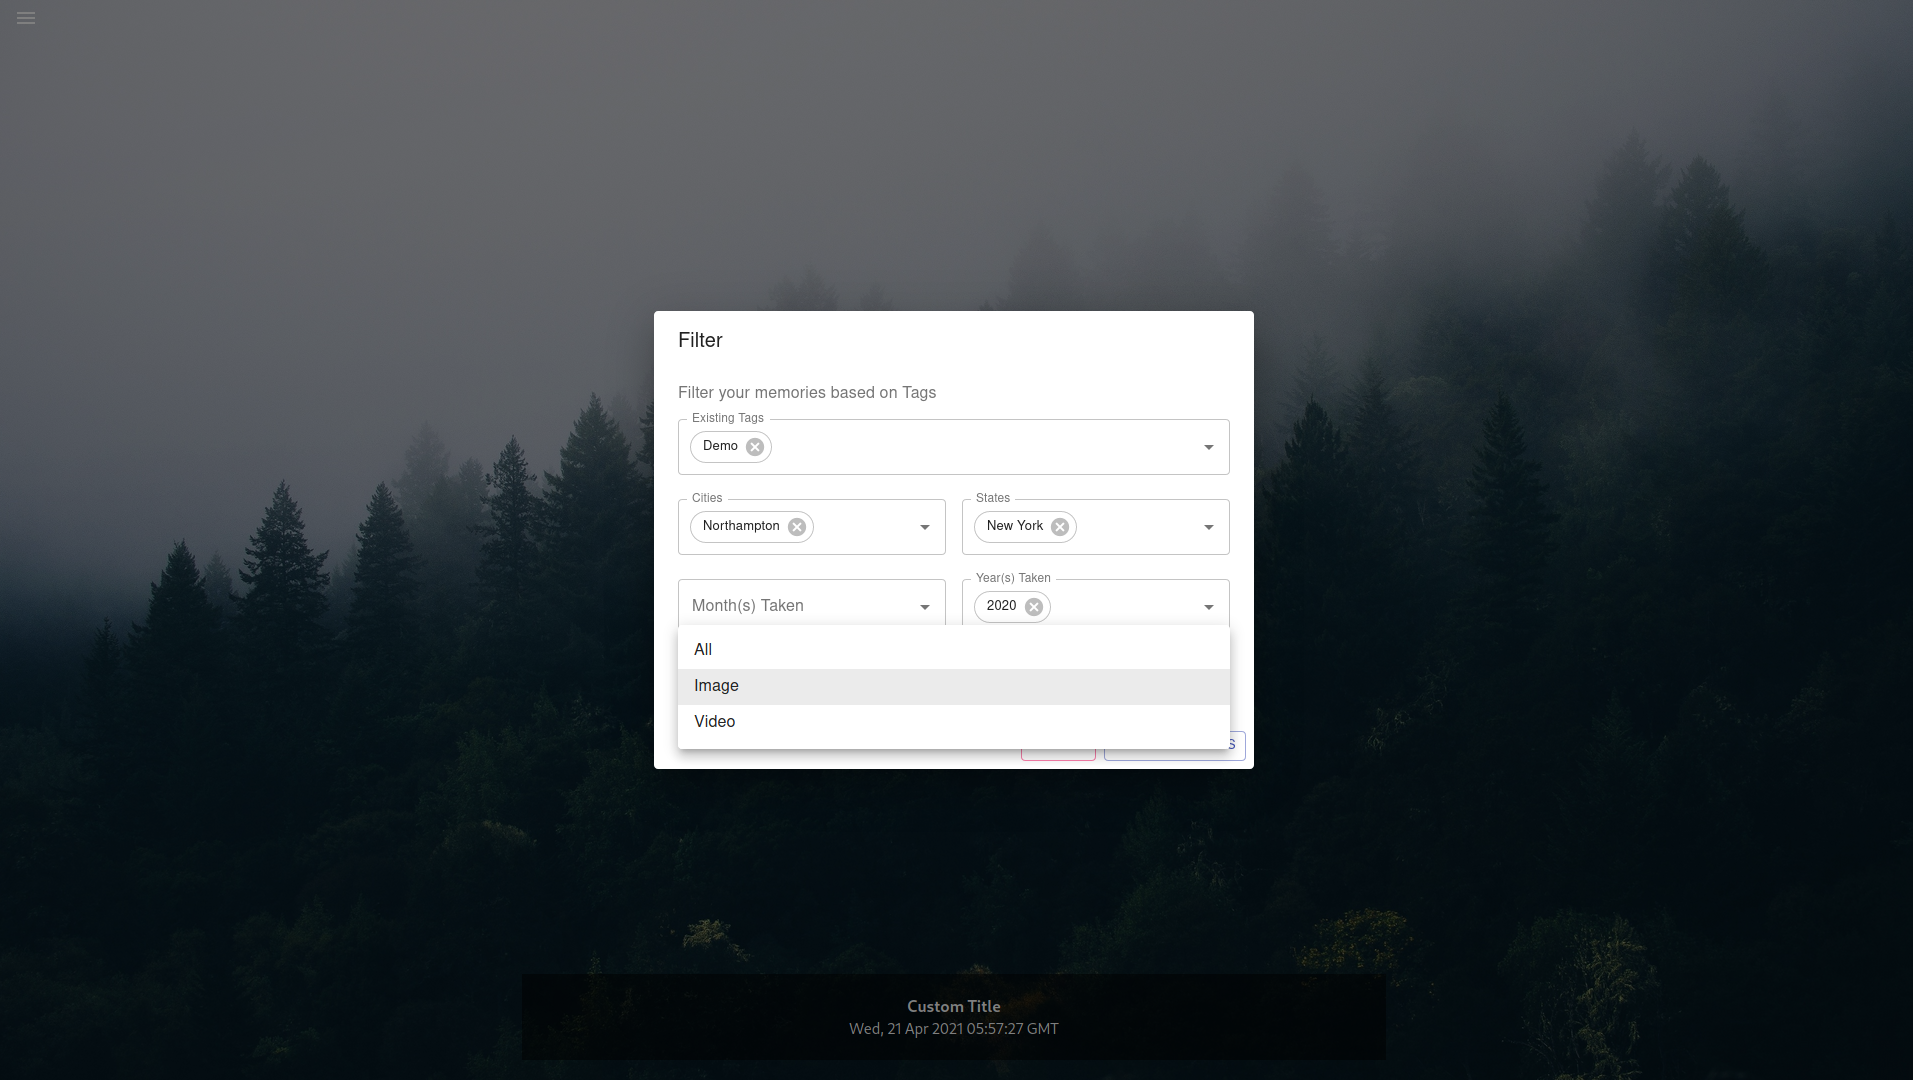 Filter
Filter your memories based on Tags
Existing Tags
Demo
Cities
States
Northampton
New York
Year(s) Taken
Month(s) Taken
2020
All
Image
Video
S
Custom Title
Wed, 21 Apr 2021 05:57:27 GMT